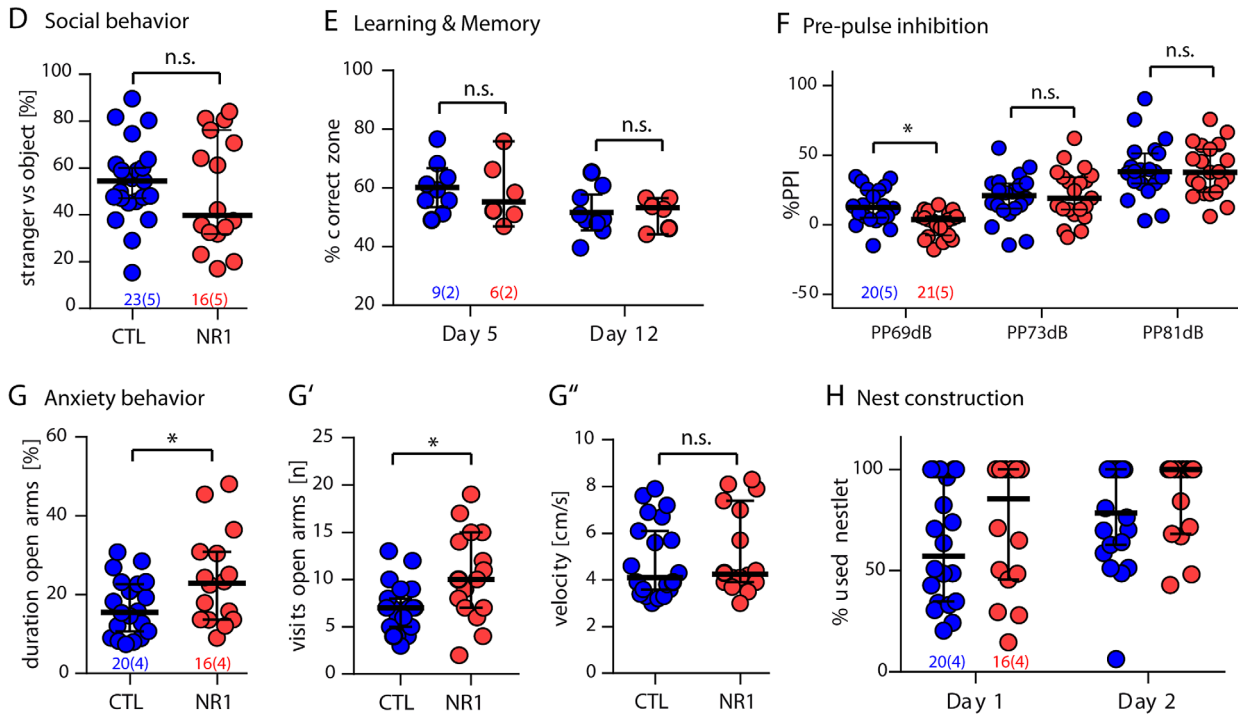 D Social behavior
stranger vs object [%]
100
80
60
40
20
0
n.s.
23(5) 16(5)
CTL NR1
E Learning & Memory
% correct zone
100
80
60
40
20
n.s.
n.s.
9(2) 6(2)
Day 5 Day 12
F Pre-pulse inhibition
%PPI
100
50
0
-50
*
n.s.
n.s.
20(5) 21(5)
PP69dB PP73dB PP81dB
G Anxiety behavior
duration open arms [%]
60
40
20
0
*
20(4) 16(4)
CTL NR1
G‘
visits open arms [n]
25
20
15
10
5
0
*
CTL NR1
G“
velocity [cm/s]
10
8
6
4
2
0
n.s.
CTL NR1
H Nest construction
% used nestlet
100
50
0
20(4) 16(4)
Day 1 Day 2